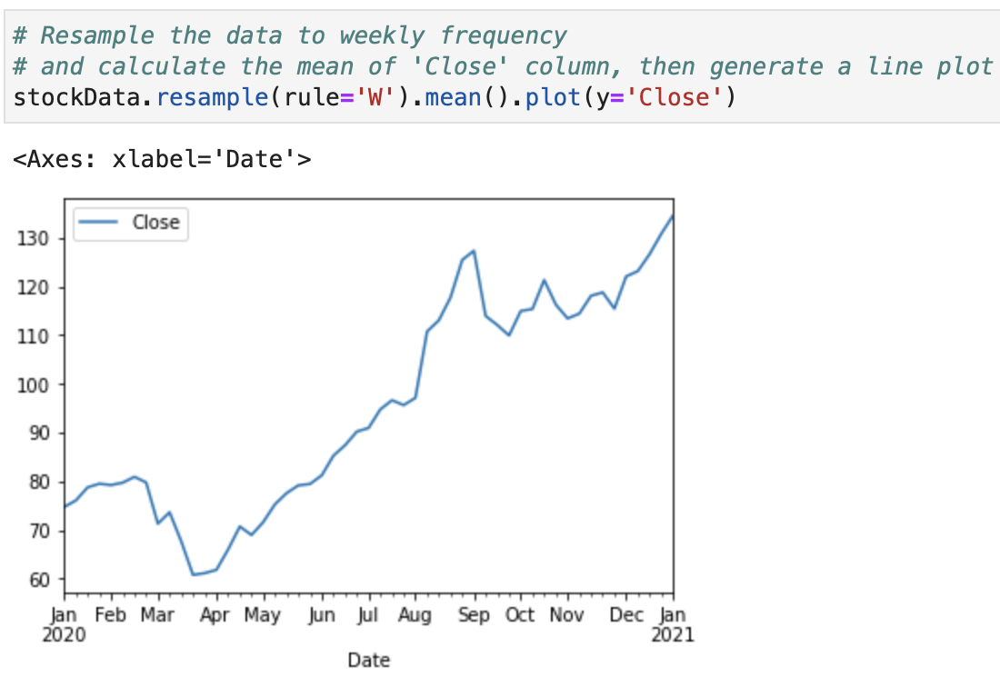 # Resample the data to weekly frequency
# and calculate the mean of 'Close' column, then generate a line plot
stockData.resample(rule='W').mean().plot(y='Close')
<Axes: xlabel='Date'>
Close
130
120
110
100
90
80
70
60
Jan Feb Mar Apr May Jun Jul Aug Sep Oct Nov Dec Jan
2020 2021
Date